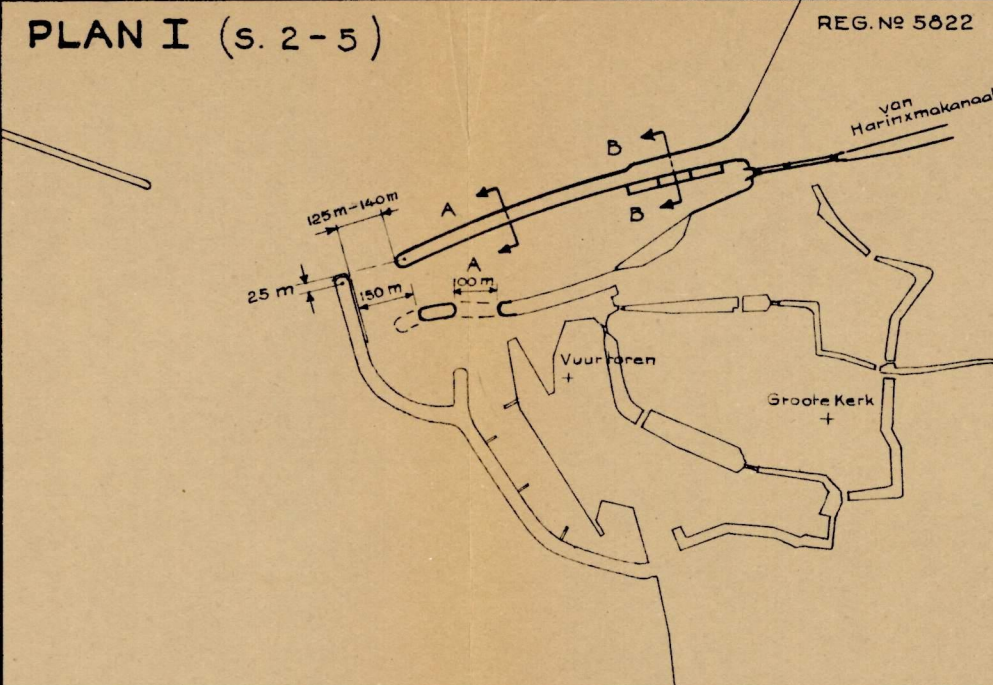 PLAN I (S. 2-5)
REG. Nº 5822
van
Harinxmakanaal
B
B
A
A
125 m-140 m
25 m
150 m
100 m
Vuurtoren
Groote Kerk